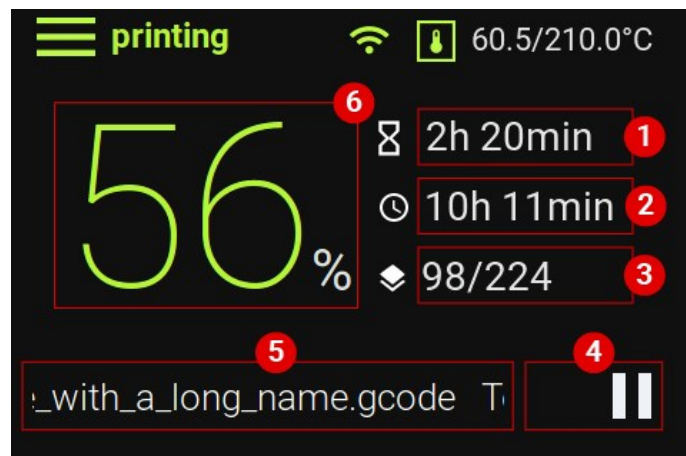 printing 60.5/210.0°C
6
56%
2h 20min 1
10h 11min 2
98/224 3
5
4
_with_a_long_name.gcode